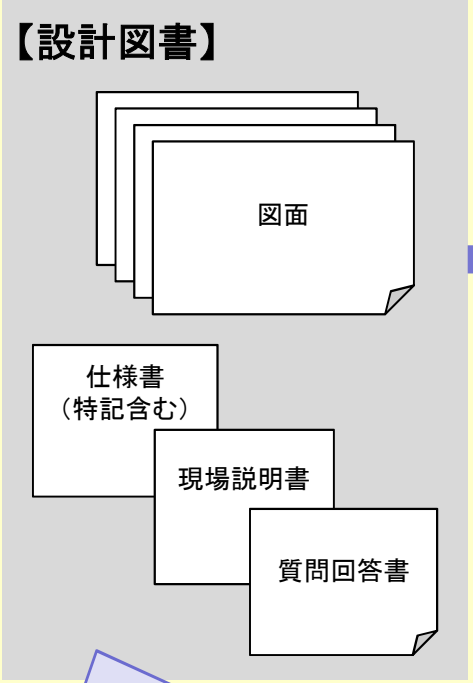 【設計図書】
図面
仕様書
（特記含む）
現場説明書
質問回答書